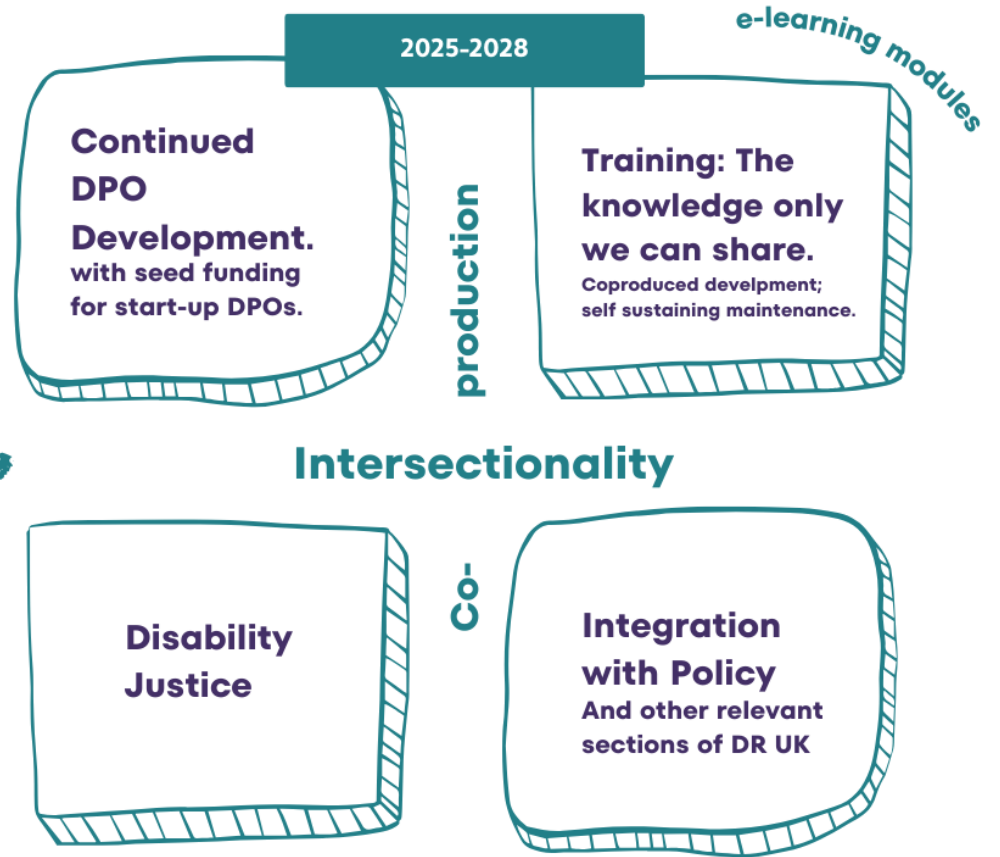 2025-2028
e-learning modules
Continued
DPO
Development.
with seed funding
for start-up DPOs.
Training: The
knowledge only
we can share.
Coproduced develpment;
self sustaining maintenance.
Co-
production
Intersectionality
Disability
Justice
Integration
with Policy
And other relevant
sections of DR UK